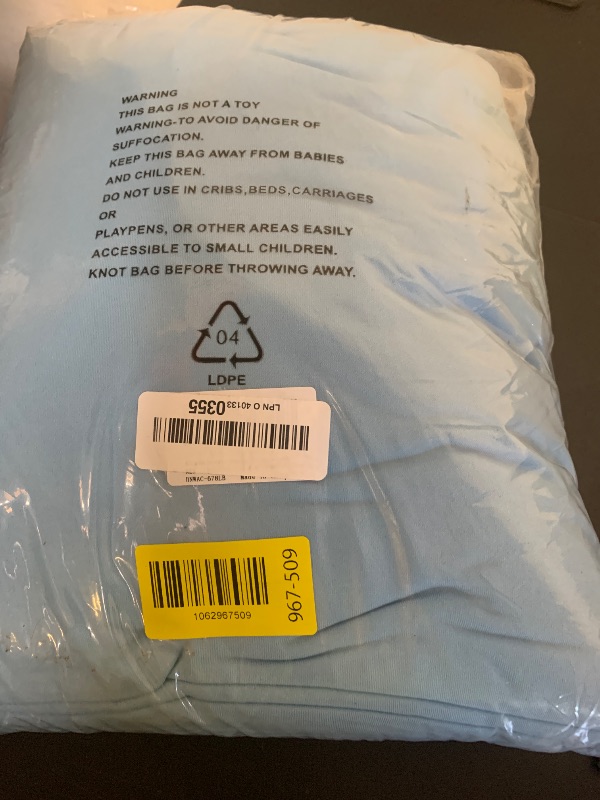 WARNING
THIS BAG IS NOT A TOY
WARNING-TO AVOID DANGER OF
SUFFOCATION.
KEEP THIS BAG AWAY FROM BABIES
AND CHILDREN.
DO NOT USE IN CRIBS,BEDS,CARRIAGES
OR
PLAYPENS, OR OTHER AREAS EASILY
ACCESSIBLE TO SMALL CHILDREN.
KNOT BAG BEFORE THROWING AWAY.
04
LDPE
LPN O 40133 0355
1062967509
967-509